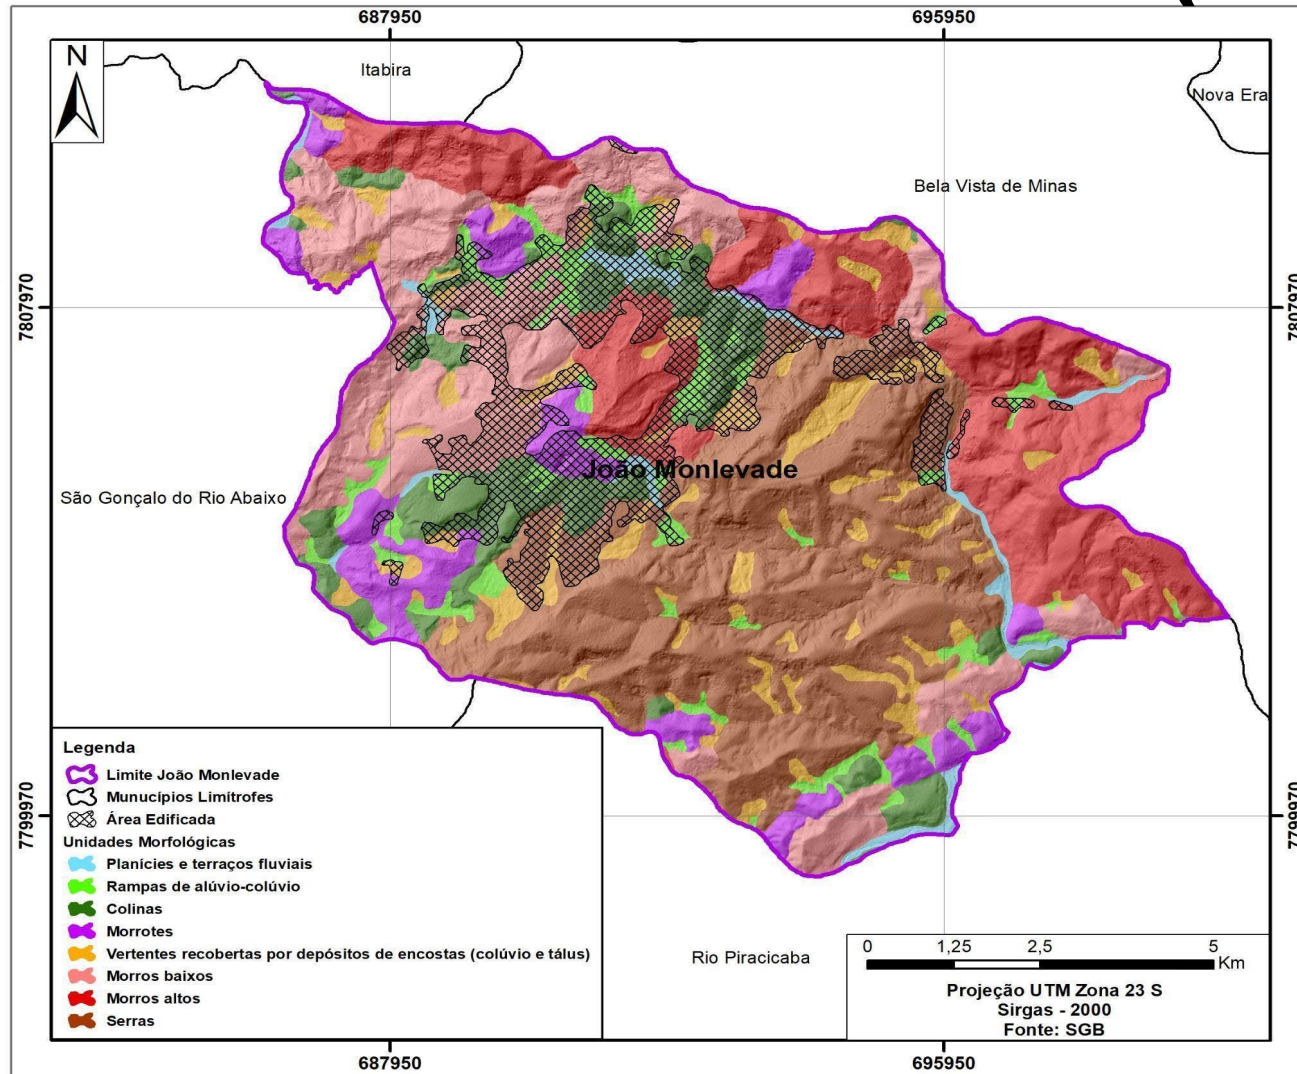 687950
695950
N
Itabira
Nova Era
Bela Vista de Minas
7807970
7807970
João Monlevade
São Gonçalo do Rio Abaixo
Legenda
Limite João Monlevade
Munucípios Limitrofes
Área Edificada
Unidades Morfológicas
Planícies e terraços fluviais
Rampas de alúvio-colúvio
Colinas
Morrotes
Vertentes recobertas por depósitos de encostas (colúvio e tálus)
Morros baixos
Morros altos
Serras
7799970
7799970
Rio Piracicaba
0 1,25 2,5 5
Km
Projeção UTM Zona 23 S
Sirgas - 2000
Fonte: SGB
687950
695950